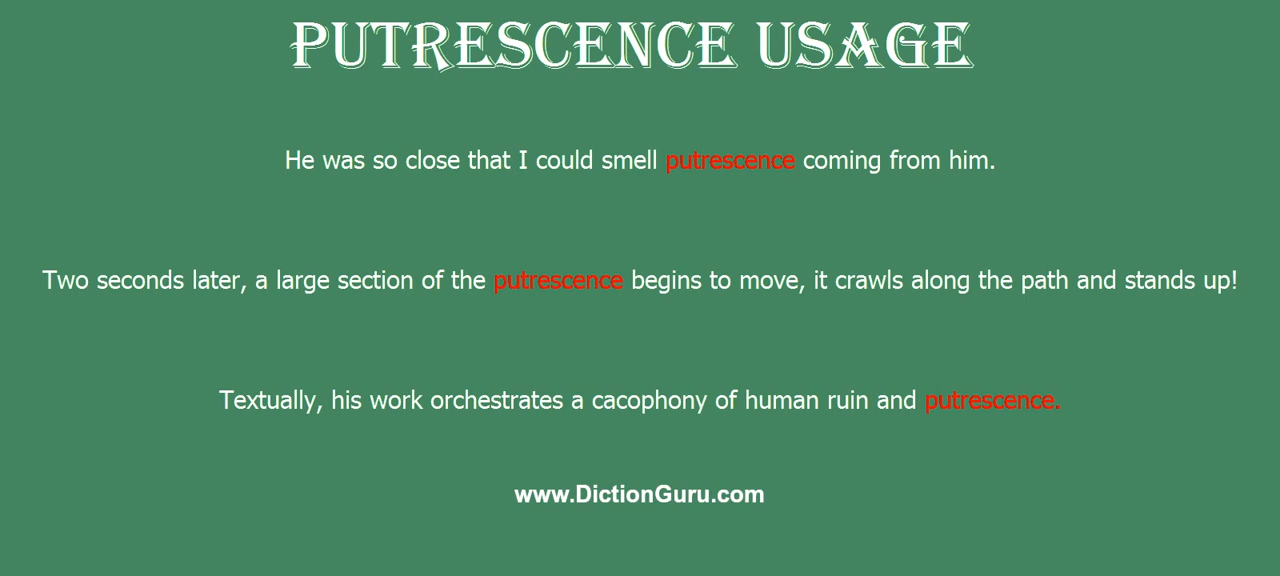 PUTRESCENCE USAGE
He was so close that I could smell putrescence coming from him.
Two seconds later, a large section of the putrescence begins to move, it crawls along the path and stands up!
Textually, his work orchestrates a cacophony of human ruin and putrescence.
www.DictionGuru.com